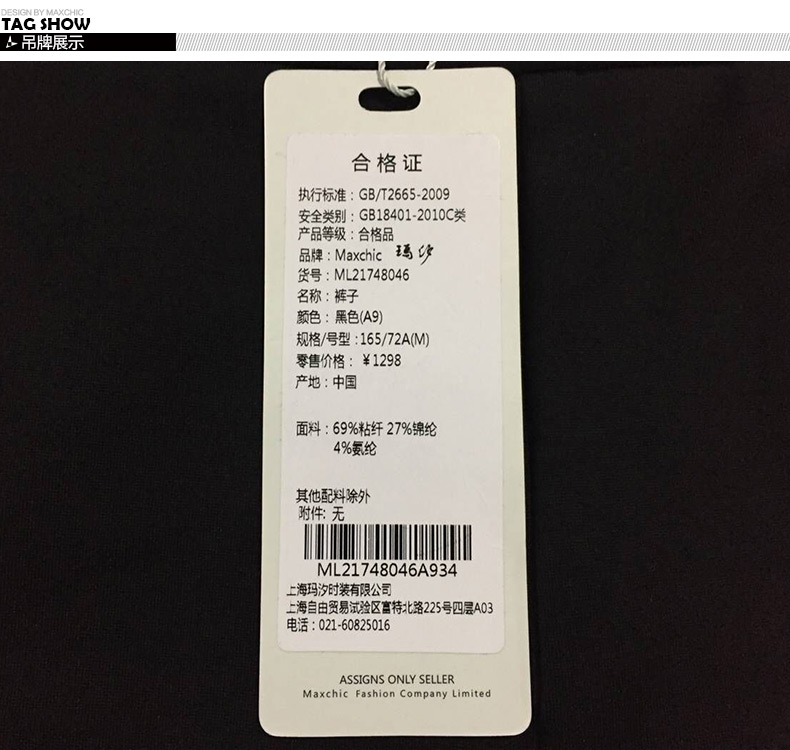 DESIGN BY MAXCHIC
TAG SHOW
吊牌展示
合格证
执行标准：GB/T2665-2009
安全类别：GB18401-2010C类
产品等级：合格品
品牌：Maxchic 玛汐
货号：ML21748046
名称：裤子
颜色：黑色(A9)
规格/号型：165/72A(M)
零售价格：￥1298
产地：中国
面料：69%粘纤 27%锦纶
4%氨纶
其他配料除外
附件: 无
ML21748046A934
上海玛汐时装有限公司
上海自由贸易试验区富特北路225号四层A03
电话：021-60825016
ASSIGNS ONLY SELLER
Maxchic Fashion Company Limited